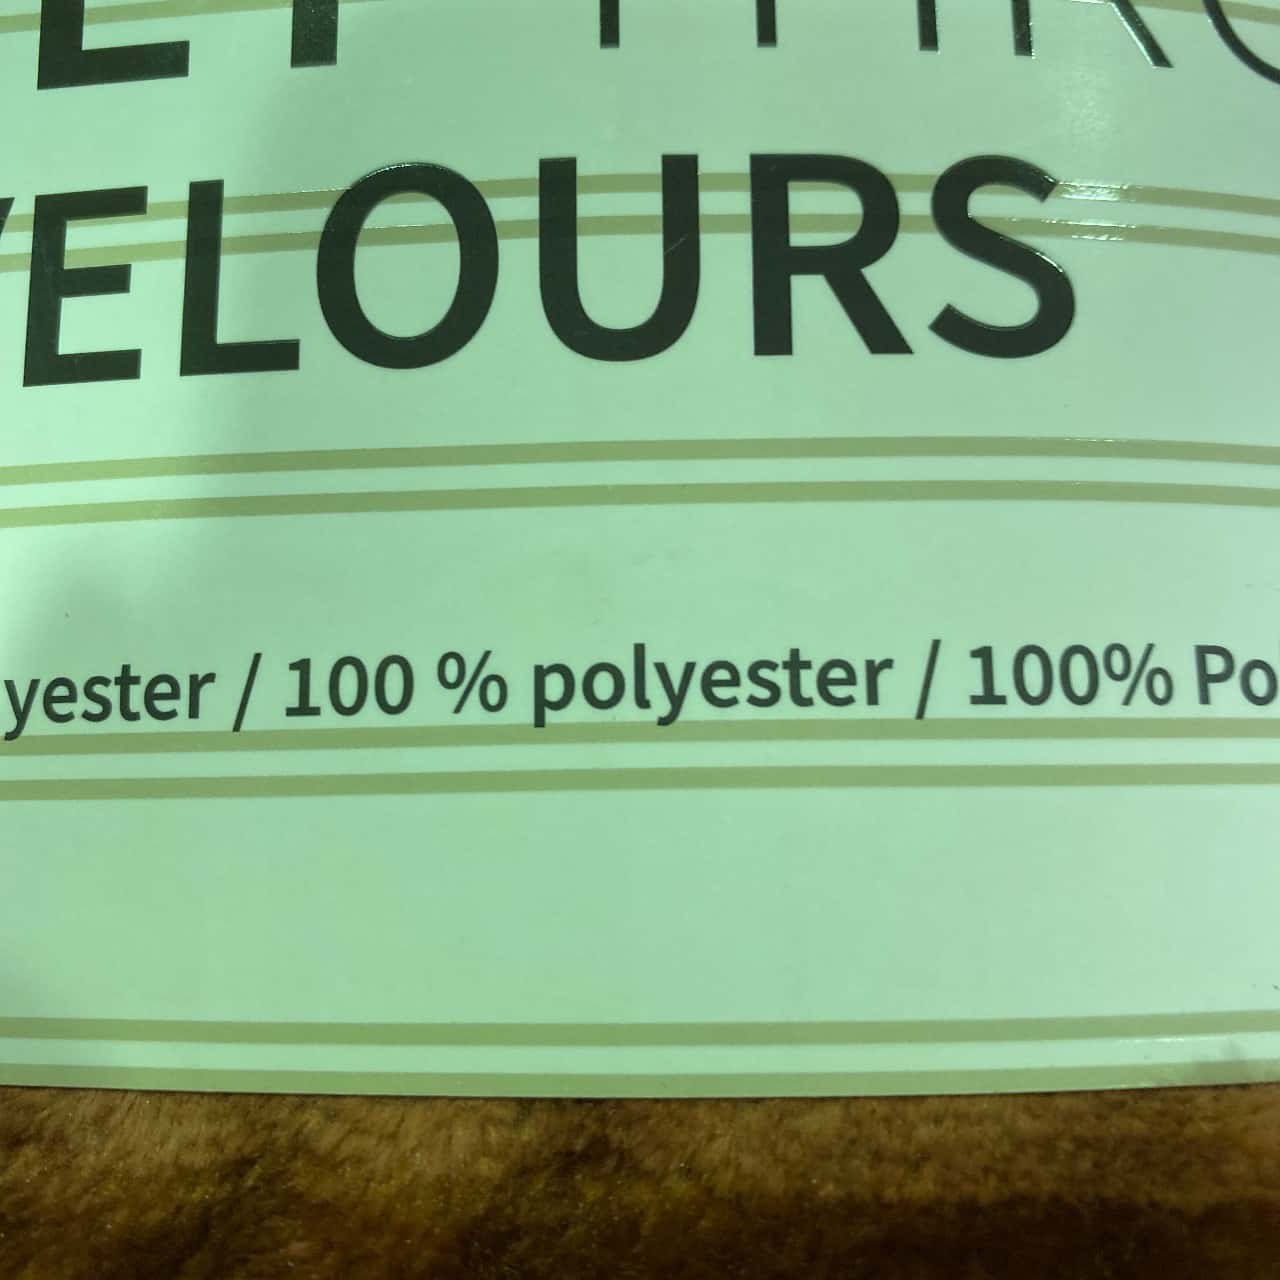 VELOURS
yester / 100 % polyester / 100% Po